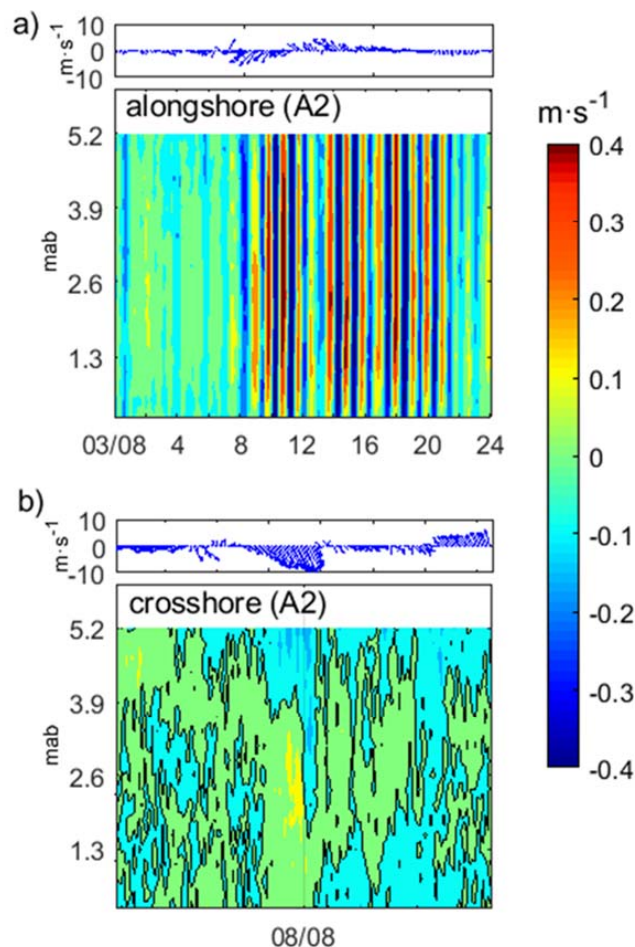 a)
m·s⁻¹
10
0
-10
alongshore (A2)
mab
5.2
3.9
2.6
1.3
03/08 4 8 12 16 20 24
m·s⁻¹
0.4
0.3
0.2
0.1
0
-0.1
-0.2
-0.3
-0.4
b)
m·s⁻¹
10
0
-10
crosshore (A2)
mab
5.2
3.9
2.6
1.3
08/08